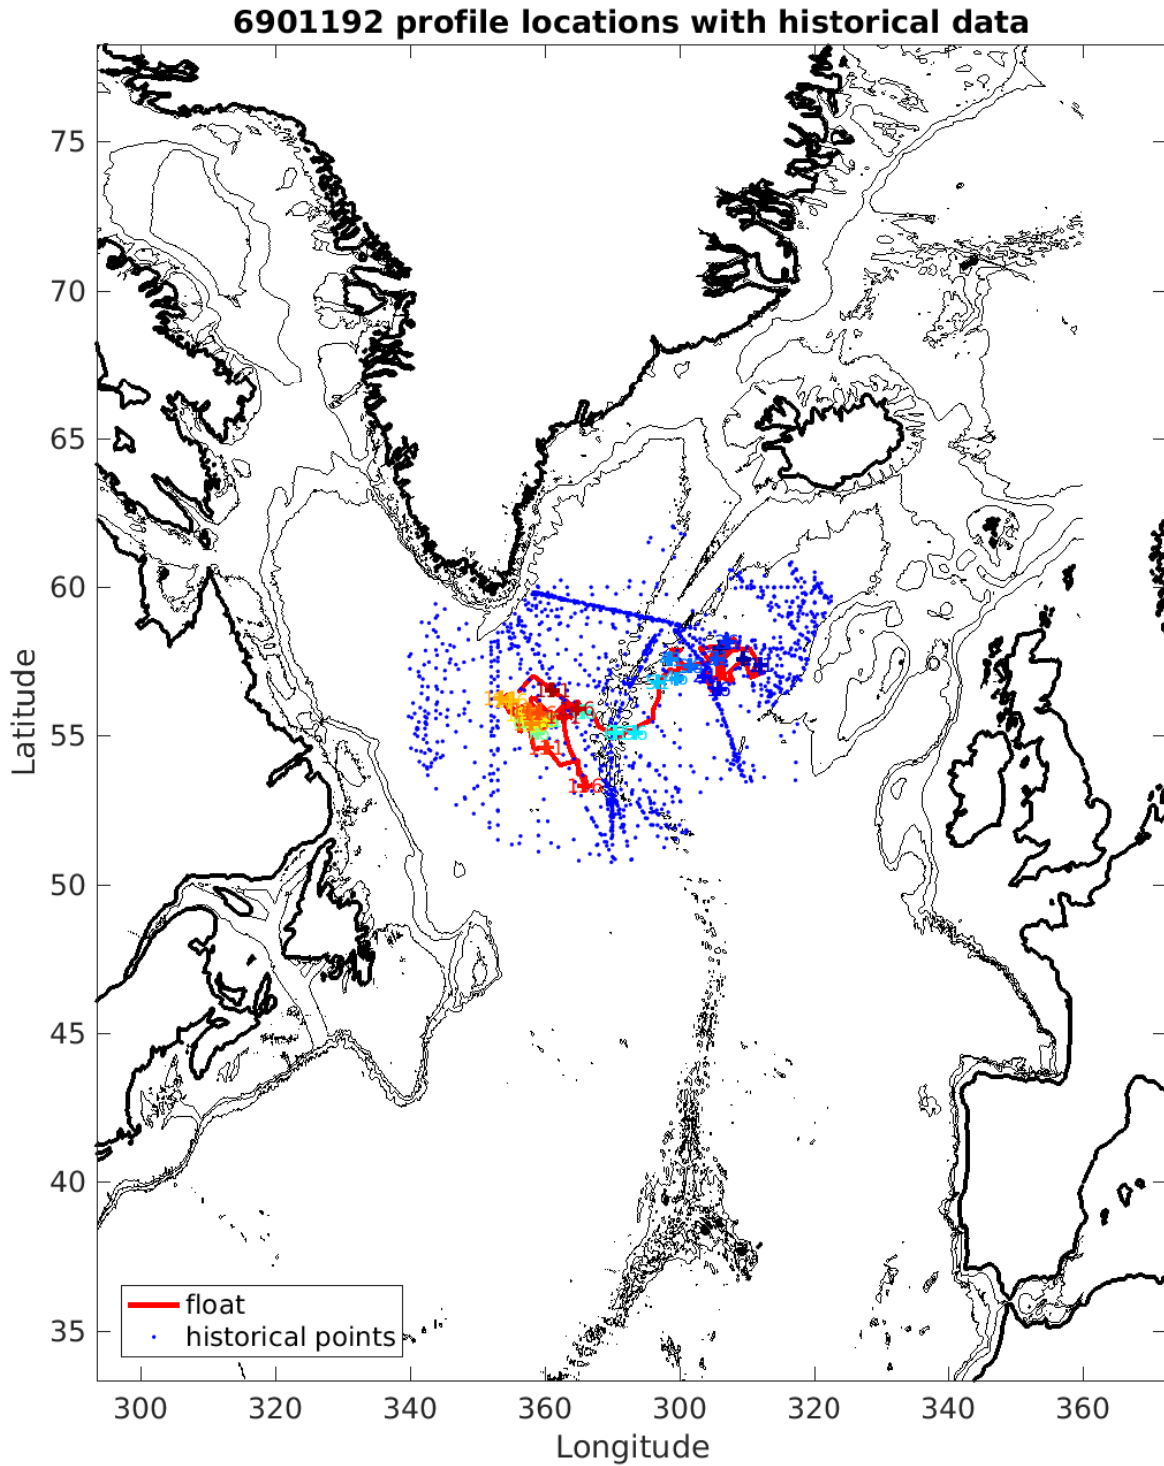 6901192 profile locations with historical data
75
70
65
60
55
50
45
40
35
Latitude
float
historical points
300 320 340 360 300 320 340 360
Longitude